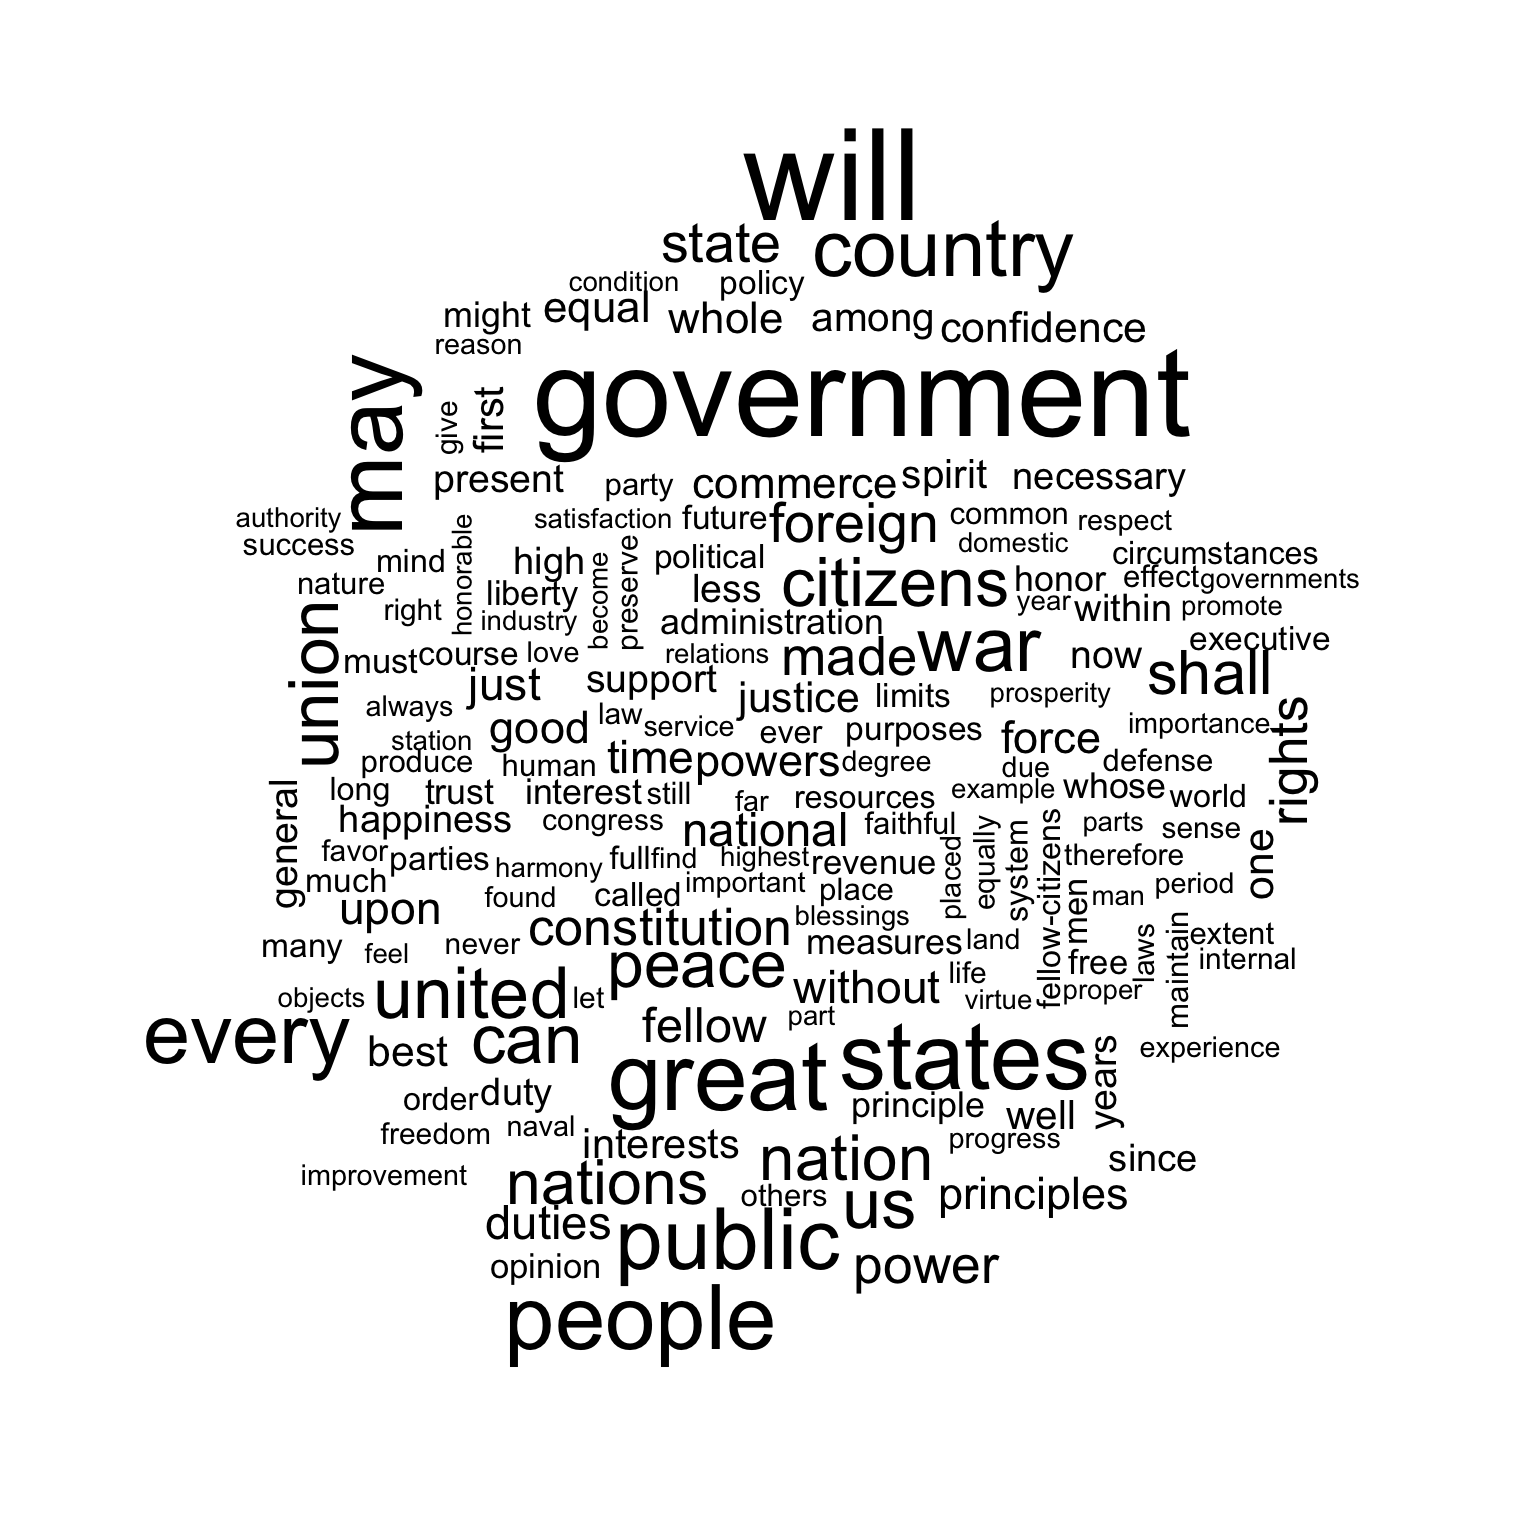 will
state country
condition policy
might equal whole among confidence
reason
may give first government
present party commerce spirit necessary
authority satisfaction future foreign common respect
success honorable domestic
mind high become preserve political circumstances
nature liberty less citizens honor effect governments
right industry administration year within promote
union must course love relations made war now executive
just support shall
always justice limits prosperity
good law service ever purposes force importance rights
station
produce human time powers degree due defense
general long trust interest still far resources example whose world
happiness congress national faithful parts sense
favor parties harmony full find highest revenue placed equally system fellow-citizens therefore one
much found called important place men man period
upon constitution blessings
many feel never peace measures land free laws maintain extent
internal
objects united let without life virtue proper
every best can fellow part
great states years experience
order duty principle well
freedom naval interests nation progress since
improvement nations others us principles
duties public
opinion power
people